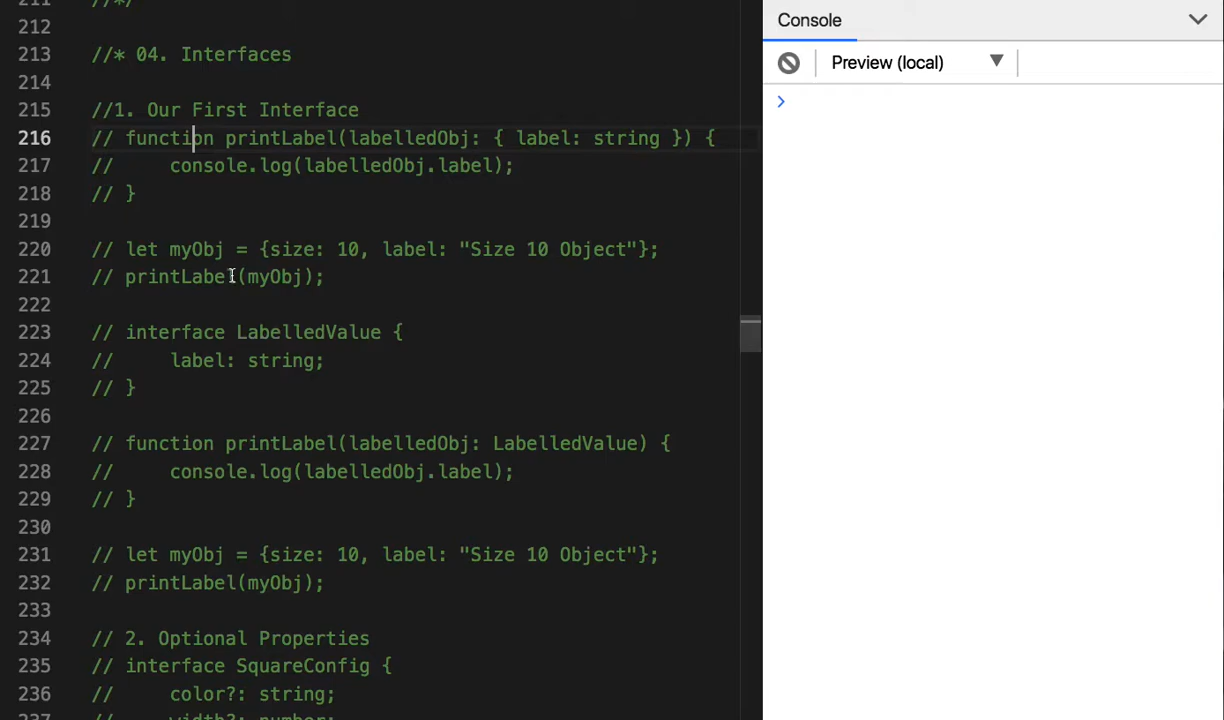 211 //*/
212
213 //* 04. Interfaces
214
215 //1. Our First Interface
216 // function printLabel(labelledObj: { label: string }) {
217 //     console.log(labelledObj.label);
218 // }
219
220 // let myObj = {size: 10, label: "Size 10 Object"};
221 // printLabel(myObj);
222
223 // interface LabelledValue {
224 //     label: string;
225 // }
226
227 // function printLabel(labelledObj: LabelledValue) {
228 //     console.log(labelledObj.label);
229 // }
230
231 // let myObj = {size: 10, label: "Size 10 Object"};
232 // printLabel(myObj);
233
234 // 2. Optional Properties
235 // interface SquareConfig {
236 //     color?: string;
237 //     width?: number;
Console
Preview (local) ▼
>